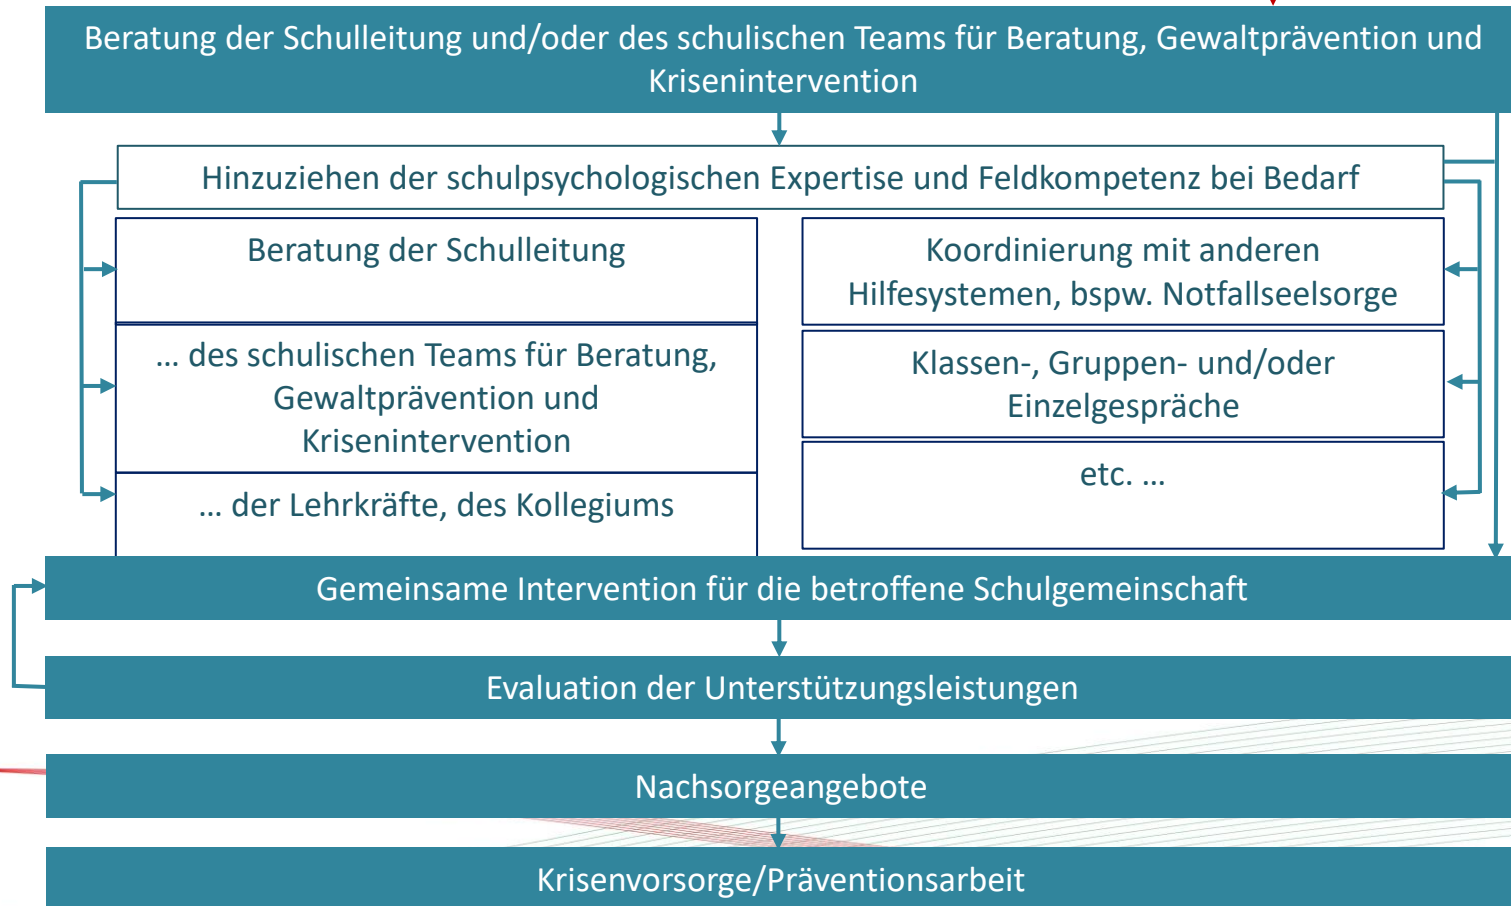 Beratung der Schulleitung und/oder des schulischen Teams für Beratung, Gewaltprävention und
Krisenintervention
Hinzuziehen der schulpsychologischen Expertise und Feldkompetenz bei Bedarf
Beratung der Schulleitung
... des schulischen Teams für Beratung,
Gewaltprävention und
Krisenintervention
... der Lehrkräfte, des Kollegiums
Koordinierung mit anderen
Hilfesystemen, bspw. Notfallseelsorge
Klassen-, Gruppen- und/oder
Einzelgespräche
etc. ...
Gemeinsame Intervention für die betroffene Schulgemeinschaft
Evaluation der Unterstützungsleistungen
Nachsorgeangebote
Krisenvorsorge/Präventionsarbeit